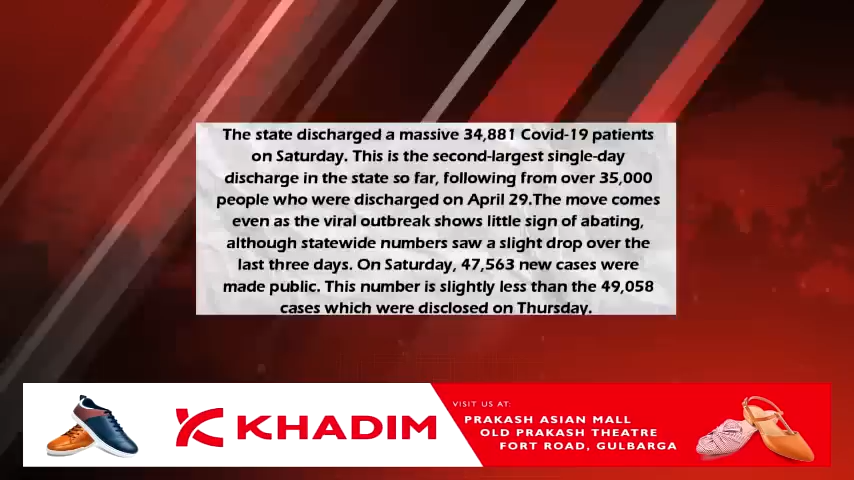 The state discharged a massive 34,881 Covid-19 patients
on Saturday. This is the second-largest single-day
discharge in the state so far, following from over 35,000
people who were discharged on April 29.The move comes
even as the viral outbreak shows little sign of abating,
although statewide numbers saw a slight drop over the
last three days. On Saturday, 47,563 new cases were
made public. This number is slightly less than the 49,058
cases which were disclosed on Thursday.
KHADIM
VISIT US AT:
PRAKASH ASIAN MALL
OLD PRAKASH THEATRE
FORT ROAD, GULBARGA